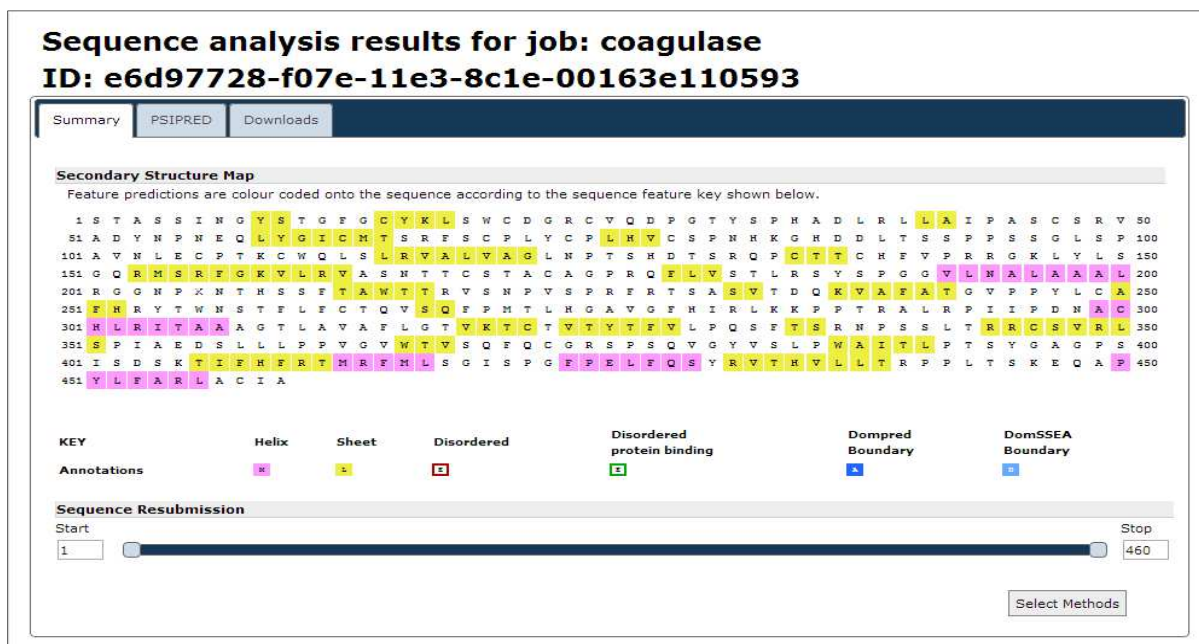 Sequence analysis results for job: coagulase
ID: e6d97728-f07e-11e3-8c1e-00163e110593
Summary PSIPRED Downloads
Secondary Structure Map
Feature predictions are colour coded onto the sequence according to the sequence feature key shown below.
1 S T A S S I N G Y S T G F G C Y K L S W C D G R C V Q D P G T Y S P H A D L R L L A I P A S C S R V 50
51 A D Y N P N E Q L Y G I C M T S R F S C P L Y C P L H V C S P N H K G H D D L T S S P P S S G L S P 100
101 A V N L E C P T K C W Q L S L R V A L V A G L N P T S H D T S R Q P C T T C H F V P R R G K L Y L S 150
151 G Q R M S R F G K V L R V A S N T T C S T A C A G P R Q F L V S T L R S Y S P G G V L N A L A A A L 200
201 R G G N P X N T H S S F T A W T T R V S N P V S P R F R T S A S V T D Q K V A F A T G V P P Y L C A 250
251 F H R Y T W N S T F L F C T Q V S Q F P M T L H G A V G F H I R L K K P P T R A L R P I I P D N A C 300
301 H L R I T A A A G T L A V A F L G T V K T C T V T Y T F V L P Q S F T S R N P S S L T R R C S V R L 350
351 S P I A E D S L L L P P V G V W T V S Q F Q C G R S P S Q V G Y V S L P W A I T L P T S Y G A G P S 400
401 I S D S K T I F H F R T M R F M L S G I S P G F P E L F Q S Y R V T H V L L T R P P L T S K E Q A P 450
451 Y L F A R L A C I A
KEY Helix Sheet Disordered Disordered protein binding Dompred Boundary DomSSEA Boundary
Annotations
Sequence Resubmission
Start Stop
1 460
Select Methods